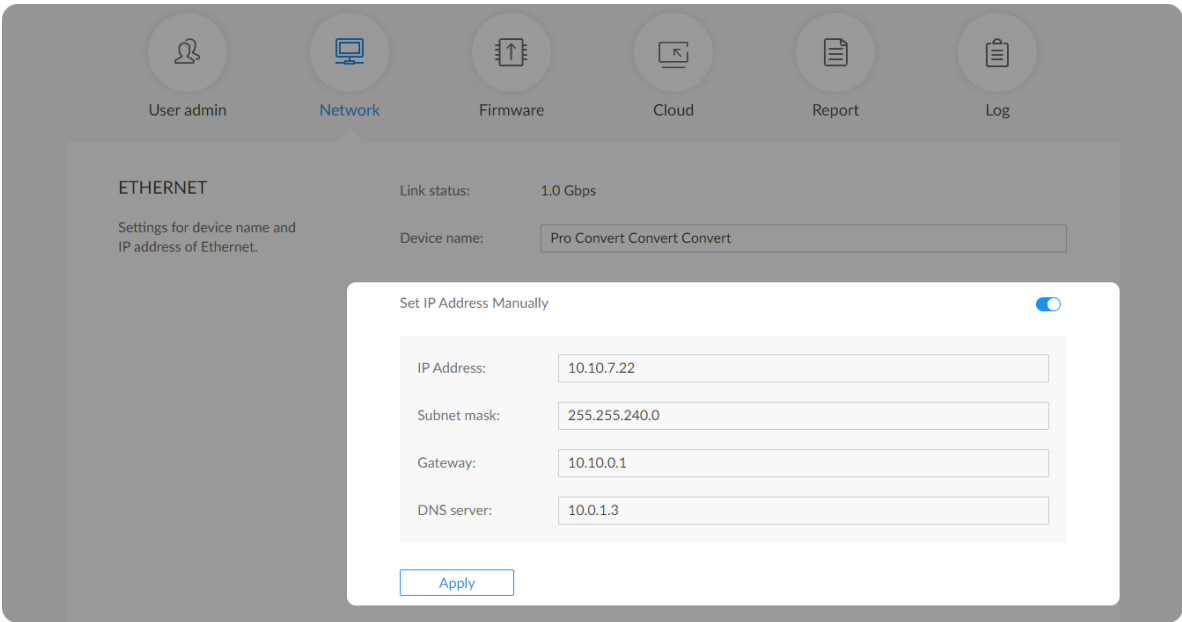 User admin
Network
Firmware
Cloud
Report
Log
ETHERNET
Settings for device name and
IP address of Ethernet.
Link status: 1.0 Gbps
Device name: Pro Convert Convert Convert
Set IP Address Manually
IP Address: 10.10.7.22
Subnet mask: 255.255.240.0
Gateway: 10.10.0.1
DNS server: 10.0.1.3
Apply